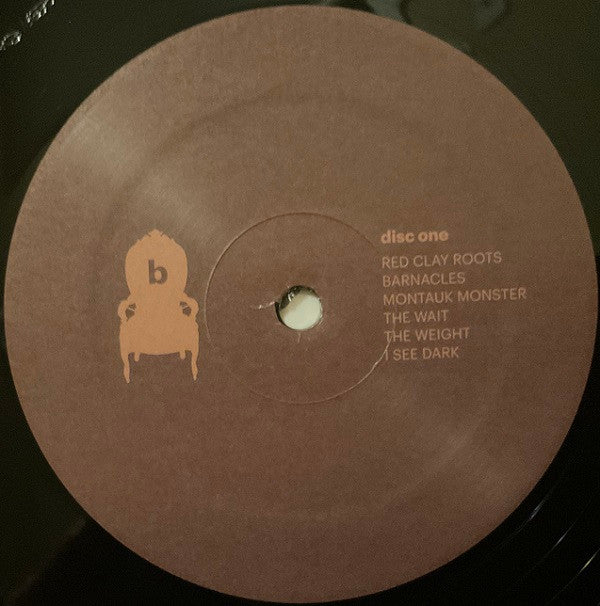 b
disc one
RED CLAY ROOTS
BARNACLES
MONTAUK MONSTER
THE WAIT
THE WEIGHT
I SEE DARK